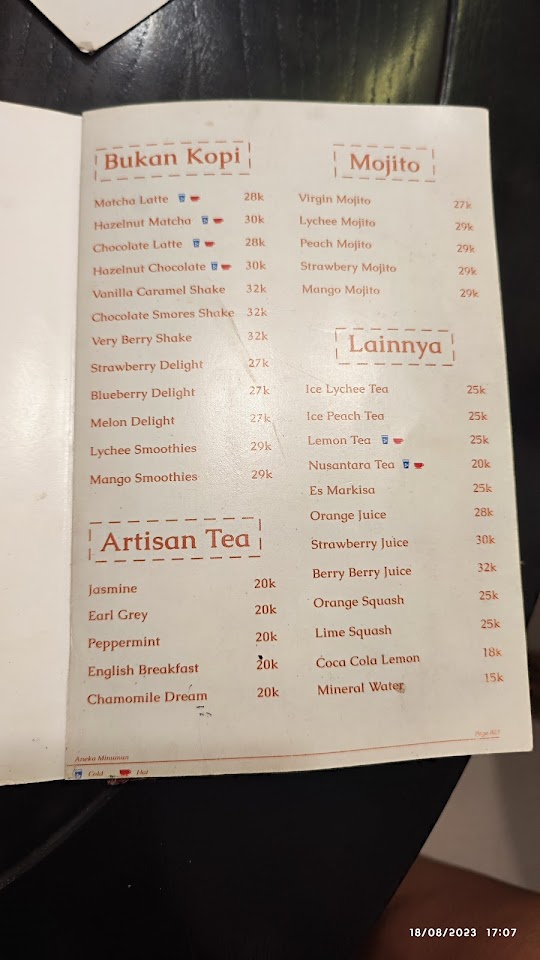 Bukan Kopi
Matcha Latte 28k
Hazelnut Matcha 30k
Chocolate Latte 28k
Hazelnut Chocolate 30k
Vanilla Caramel Shake 32k
Chocolate Smores Shake 32k
Very Berry Shake 32k
Strawberry Delight 27k
Blueberry Delight 27k
Melon Delight 27k
Lychee Smoothies 29k
Mango Smoothies 29k
Artisan Tea
Jasmine 20k
Earl Grey 20k
Peppermint 20k
English Breakfast 20k
Chamomile Dream 20k
Mojito
Virgin Mojito 27k
Lychee Mojito 29k
Peach Mojito 29k
Strawbery Mojito 29k
Mango Mojito 29k
Lainnya
Ice Lychee Tea 25k
Ice Peach Tea 25k
Lemon Tea 25k
Nusantara Tea 20k
Es Markisa 25k
Orange Juice 28k
Strawberry Juice 30k
Berry Berry Juice 32k
Orange Squash 25k
Lime Squash 25k
Coca Cola Lemon 18k
Mineral Water 15k
Aneka Minuman
Page
Cold Hot
18/08/2023 17:07